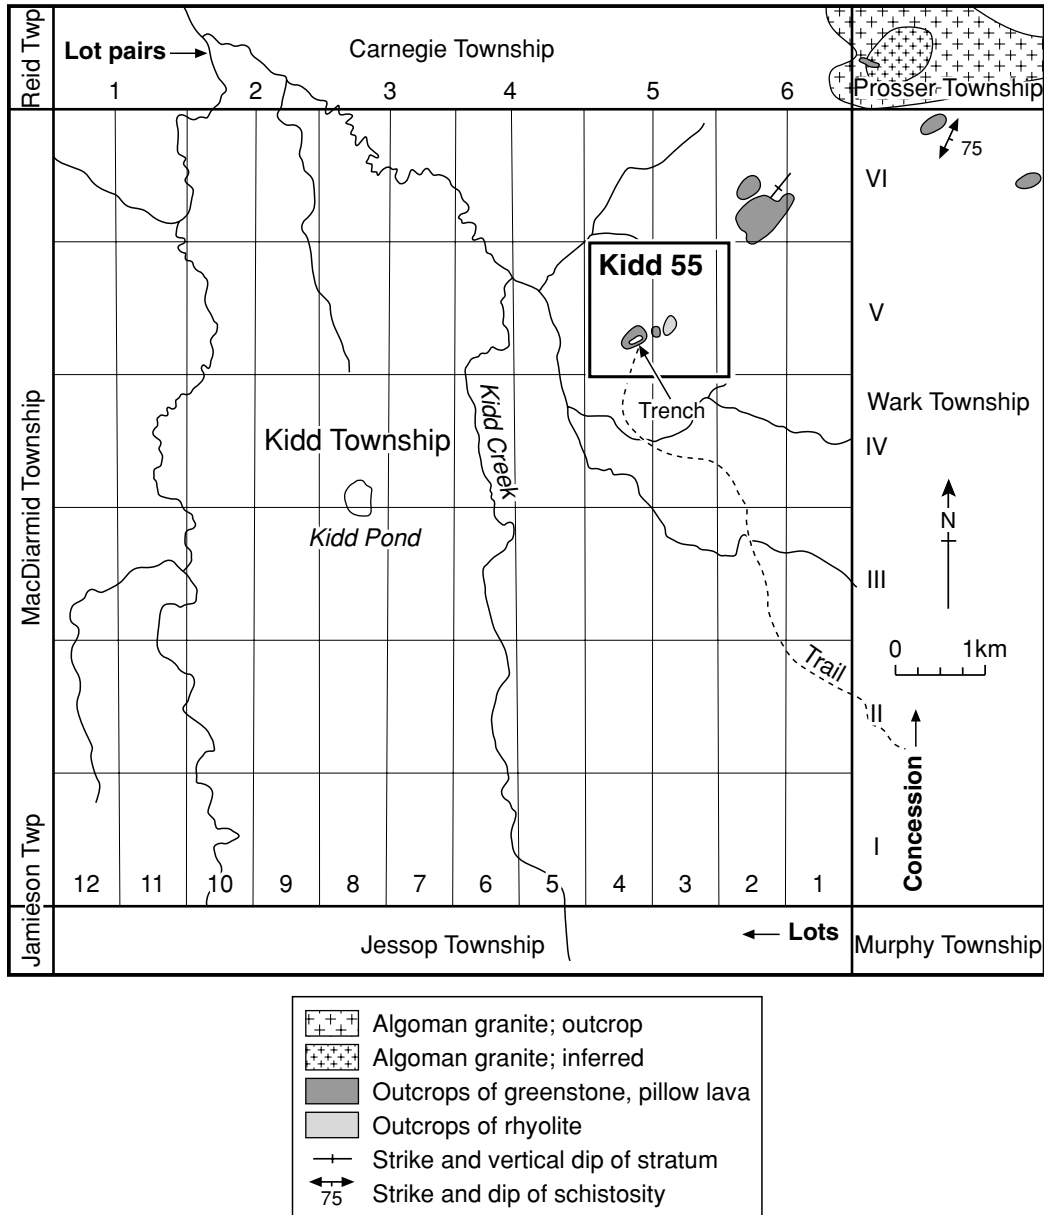 Reid Twp
Lot pairs
Carnegie Township
1 2 3 4 5 6
Prosser Township
75
VI
Kidd 55
V
Trench
Wark Township
IV
MacDiarmid Township
Kidd Township
Kidd Creek
Kidd Pond
N
III
0 1km
Trail
II
Concession
I
12 11 10 9 8 7 6 5 4 3 2 1
Jamieson Twp
Jessop Township
Lots
Murphy Township
Algoman granite; outcrop
Algoman granite; inferred
Outcrops of greenstone, pillow lava
Outcrops of rhyolite
Strike and vertical dip of stratum
75 Strike and dip of schistosity